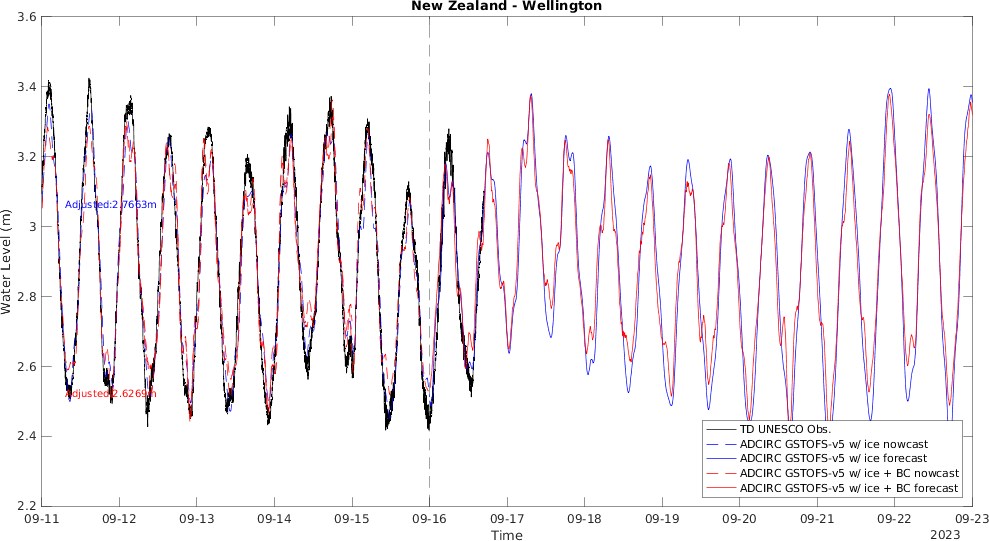 New Zealand - Wellington
3.6
3.4
3.2
3
2.8
2.6
2.4
2.2
Water Level (m)
Adjusted:2.7663m
Adjusted:2.6269m
TD UNESCO Obs.
ADCIRC GSTOFS-v5 w/ ice nowcast
ADCIRC GSTOFS-v5 w/ ice forecast
ADCIRC GSTOFS-v5 w/ ice + BC nowcast
ADCIRC GSTOFS-v5 w/ ice + BC forecast
09-11 09-12 09-13 09-14 09-15 09-16 09-17 09-18 09-19 09-20 09-21 09-22 09-23
Time
2023